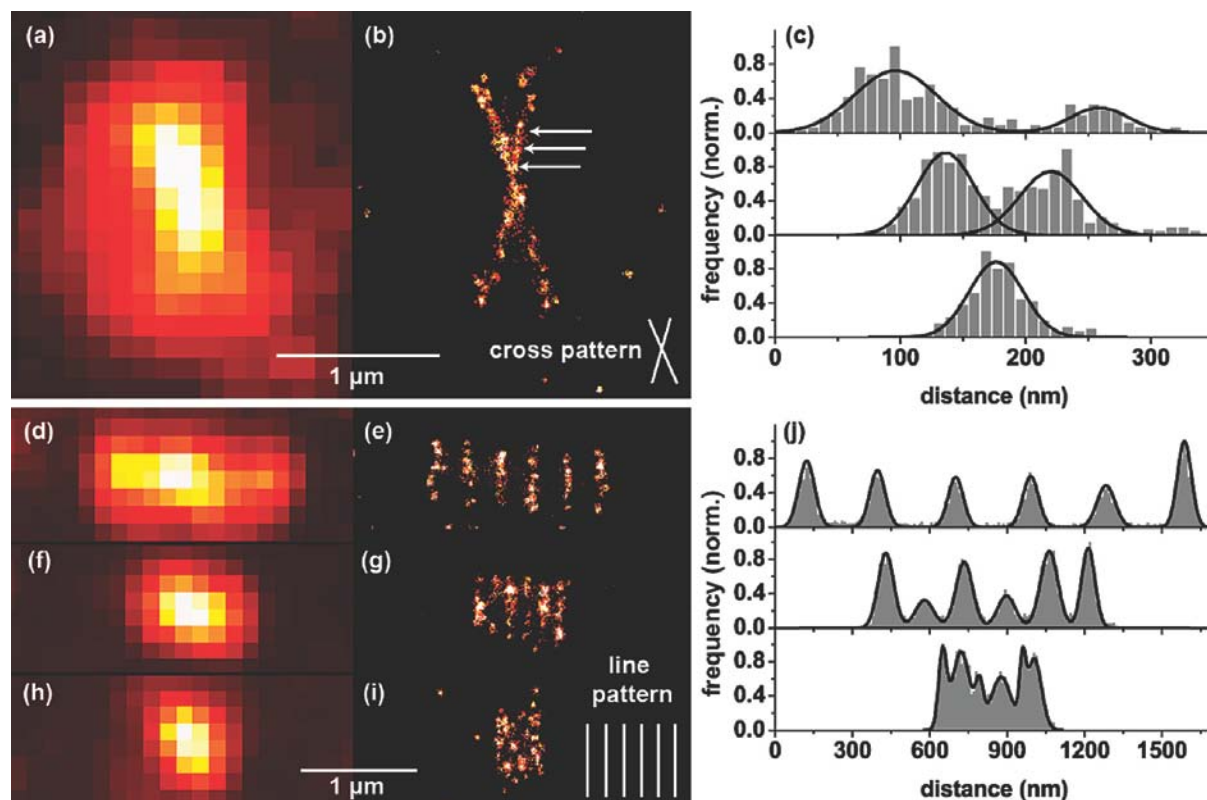 (a)
(b)
cross pattern
1 µm
(c)
frequency (norm.)
0.8
0.4
0.0
0.8
0.4
0.0
0.8
0.4
0.0
0 100 200 300
distance (nm)
(d)
(e)
(f)
(g)
(h)
(i)
line
pattern
1 µm
(j)
frequency (norm.)
0.8
0.4
0.0
0.8
0.4
0.0
0.8
0.4
0.0
0 300 600 900 1200 1500
distance (nm)